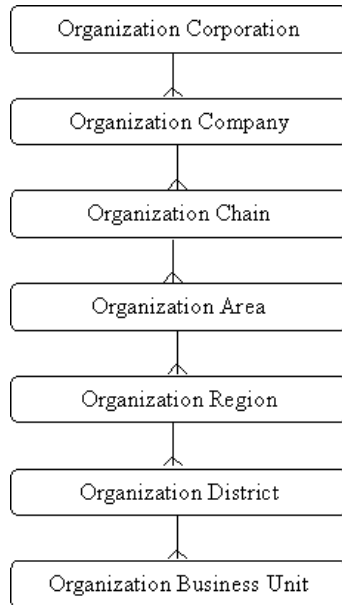 Organization Corporation
Organization Company
Organization Chain
Organization Area
Organization Region
Organization District
Organization Business Unit